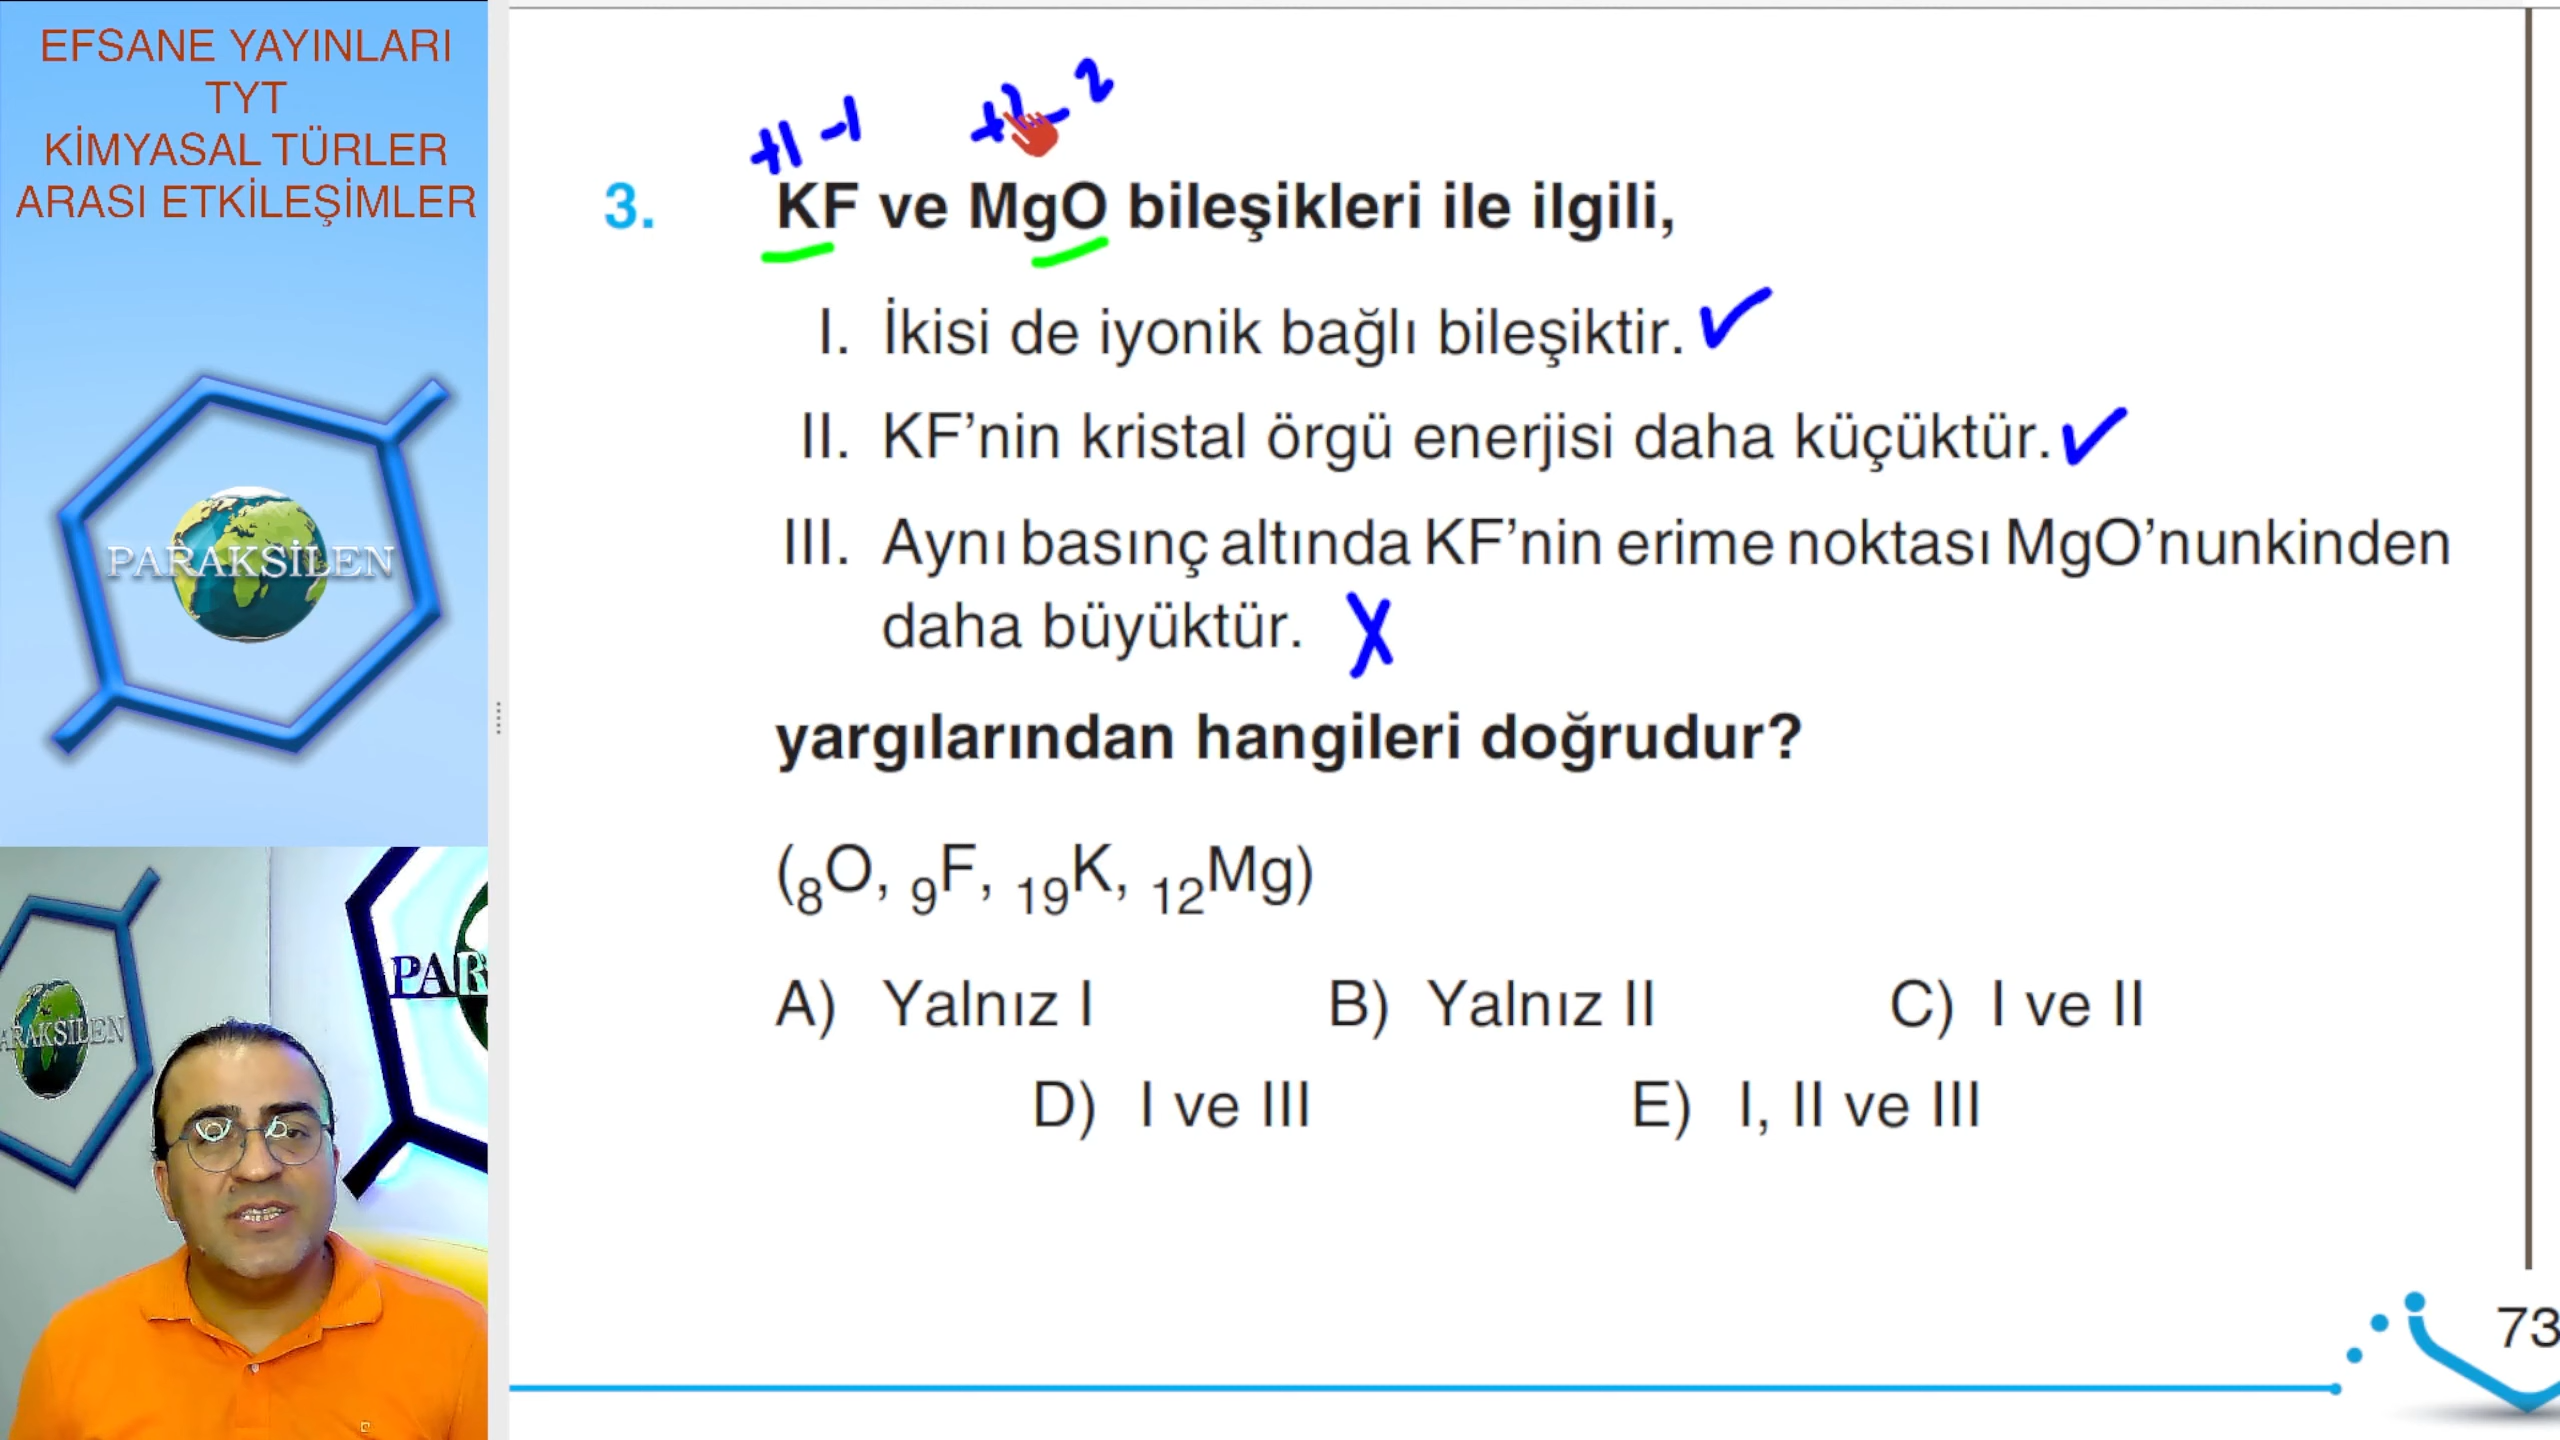 EFSANE YAYINLARI
TYT
KİMYASAL TÜRLER
ARASI ETKİLEŞİMLER
PARAKSİLEN
ARAKSİLEN
PAR
+1 -1 +2 -2
3. KF ve MgO bileşikleri ile ilgili,
I. İkisi de iyonik bağlı bileşiktir.
II. KF’nin kristal örgü enerjisi daha küçüktür.
III. Aynı basınç altında KF’nin erime noktası MgO’nunkinden
daha büyüktür.
yargılarından hangileri doğrudur?
(₈O, ₉F, ₁₉K, ₁₂Mg)
A) Yalnız I B) Yalnız II C) I ve II
D) I ve III E) I, II ve III
73